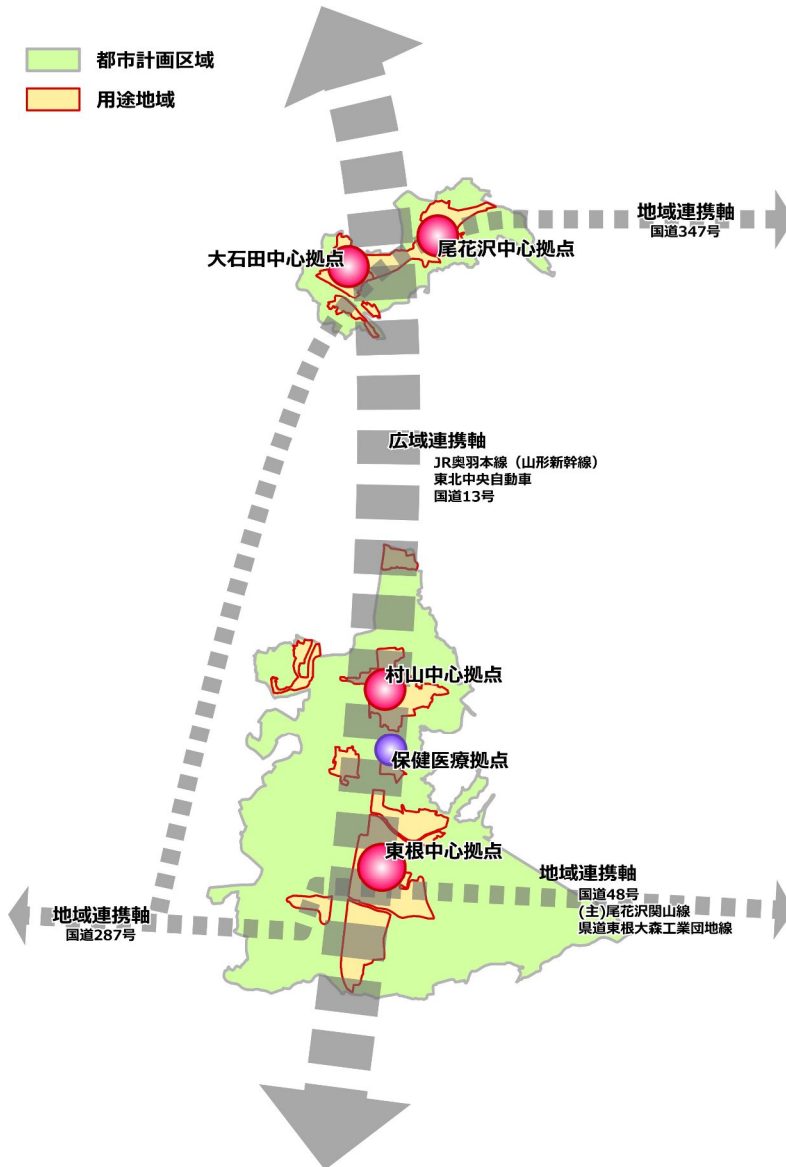 都市計画区域
用途地域
地域連携軸
国道347号
尾花沢中心拠点
大石田中心拠点
広域連携軸
JR奥羽本線（山形新幹線）
東北中央自動車
国道13号
村山中心拠点
保健医療拠点
東根中心拠点
地域連携軸
国道48号
(主)尾花沢関山線
県道東根大森工業団地線
地域連携軸
国道287号